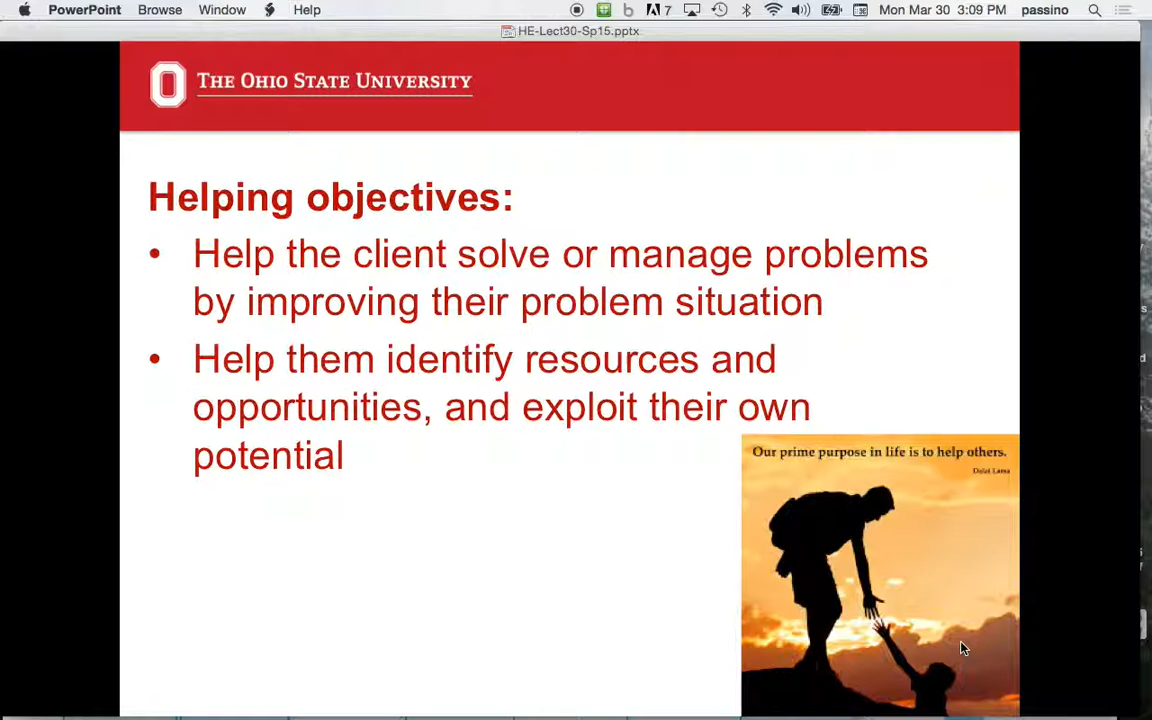 PowerPoint Browse Window Help 7 Mon Mar 30 3:09 PM passino
HE-Lect30-Sp15.pptx
THE OHIO STATE UNIVERSITY
Helping objectives:
• Help the client solve or manage problems
by improving their problem situation
• Help them identify resources and
opportunities, and exploit their own
potential
Our prime purpose in life is to help others.
Dalai Lama